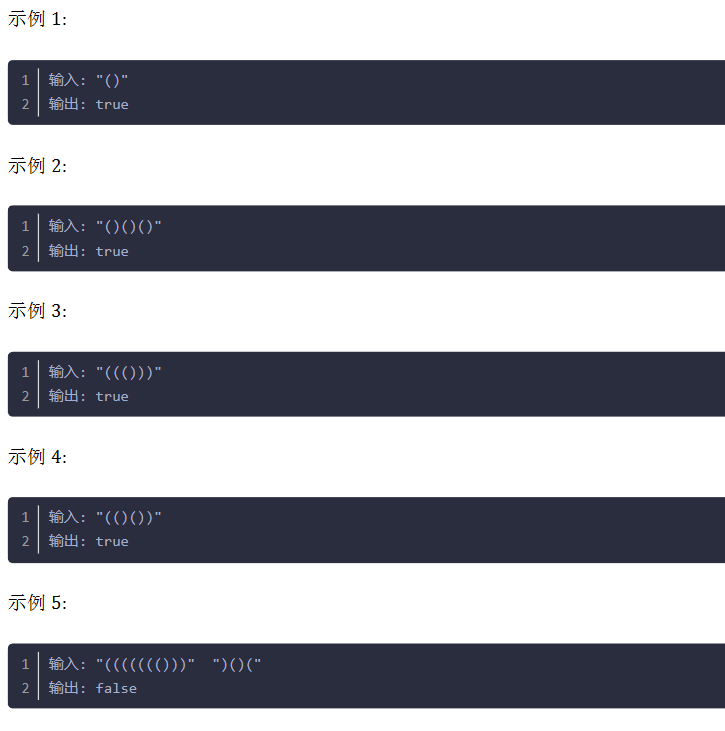 示例 1:
1 输入: "()"
2 输出: true
示例 2:
1 输入: "()()()"
2 输出: true
示例 3:
1 输入: "((()))"
2 输出: true
示例 4:
1 输入: "(()())"
2 输出: true
示例 5:
1 输入: "((((((()))" ")()("
2 输出: false